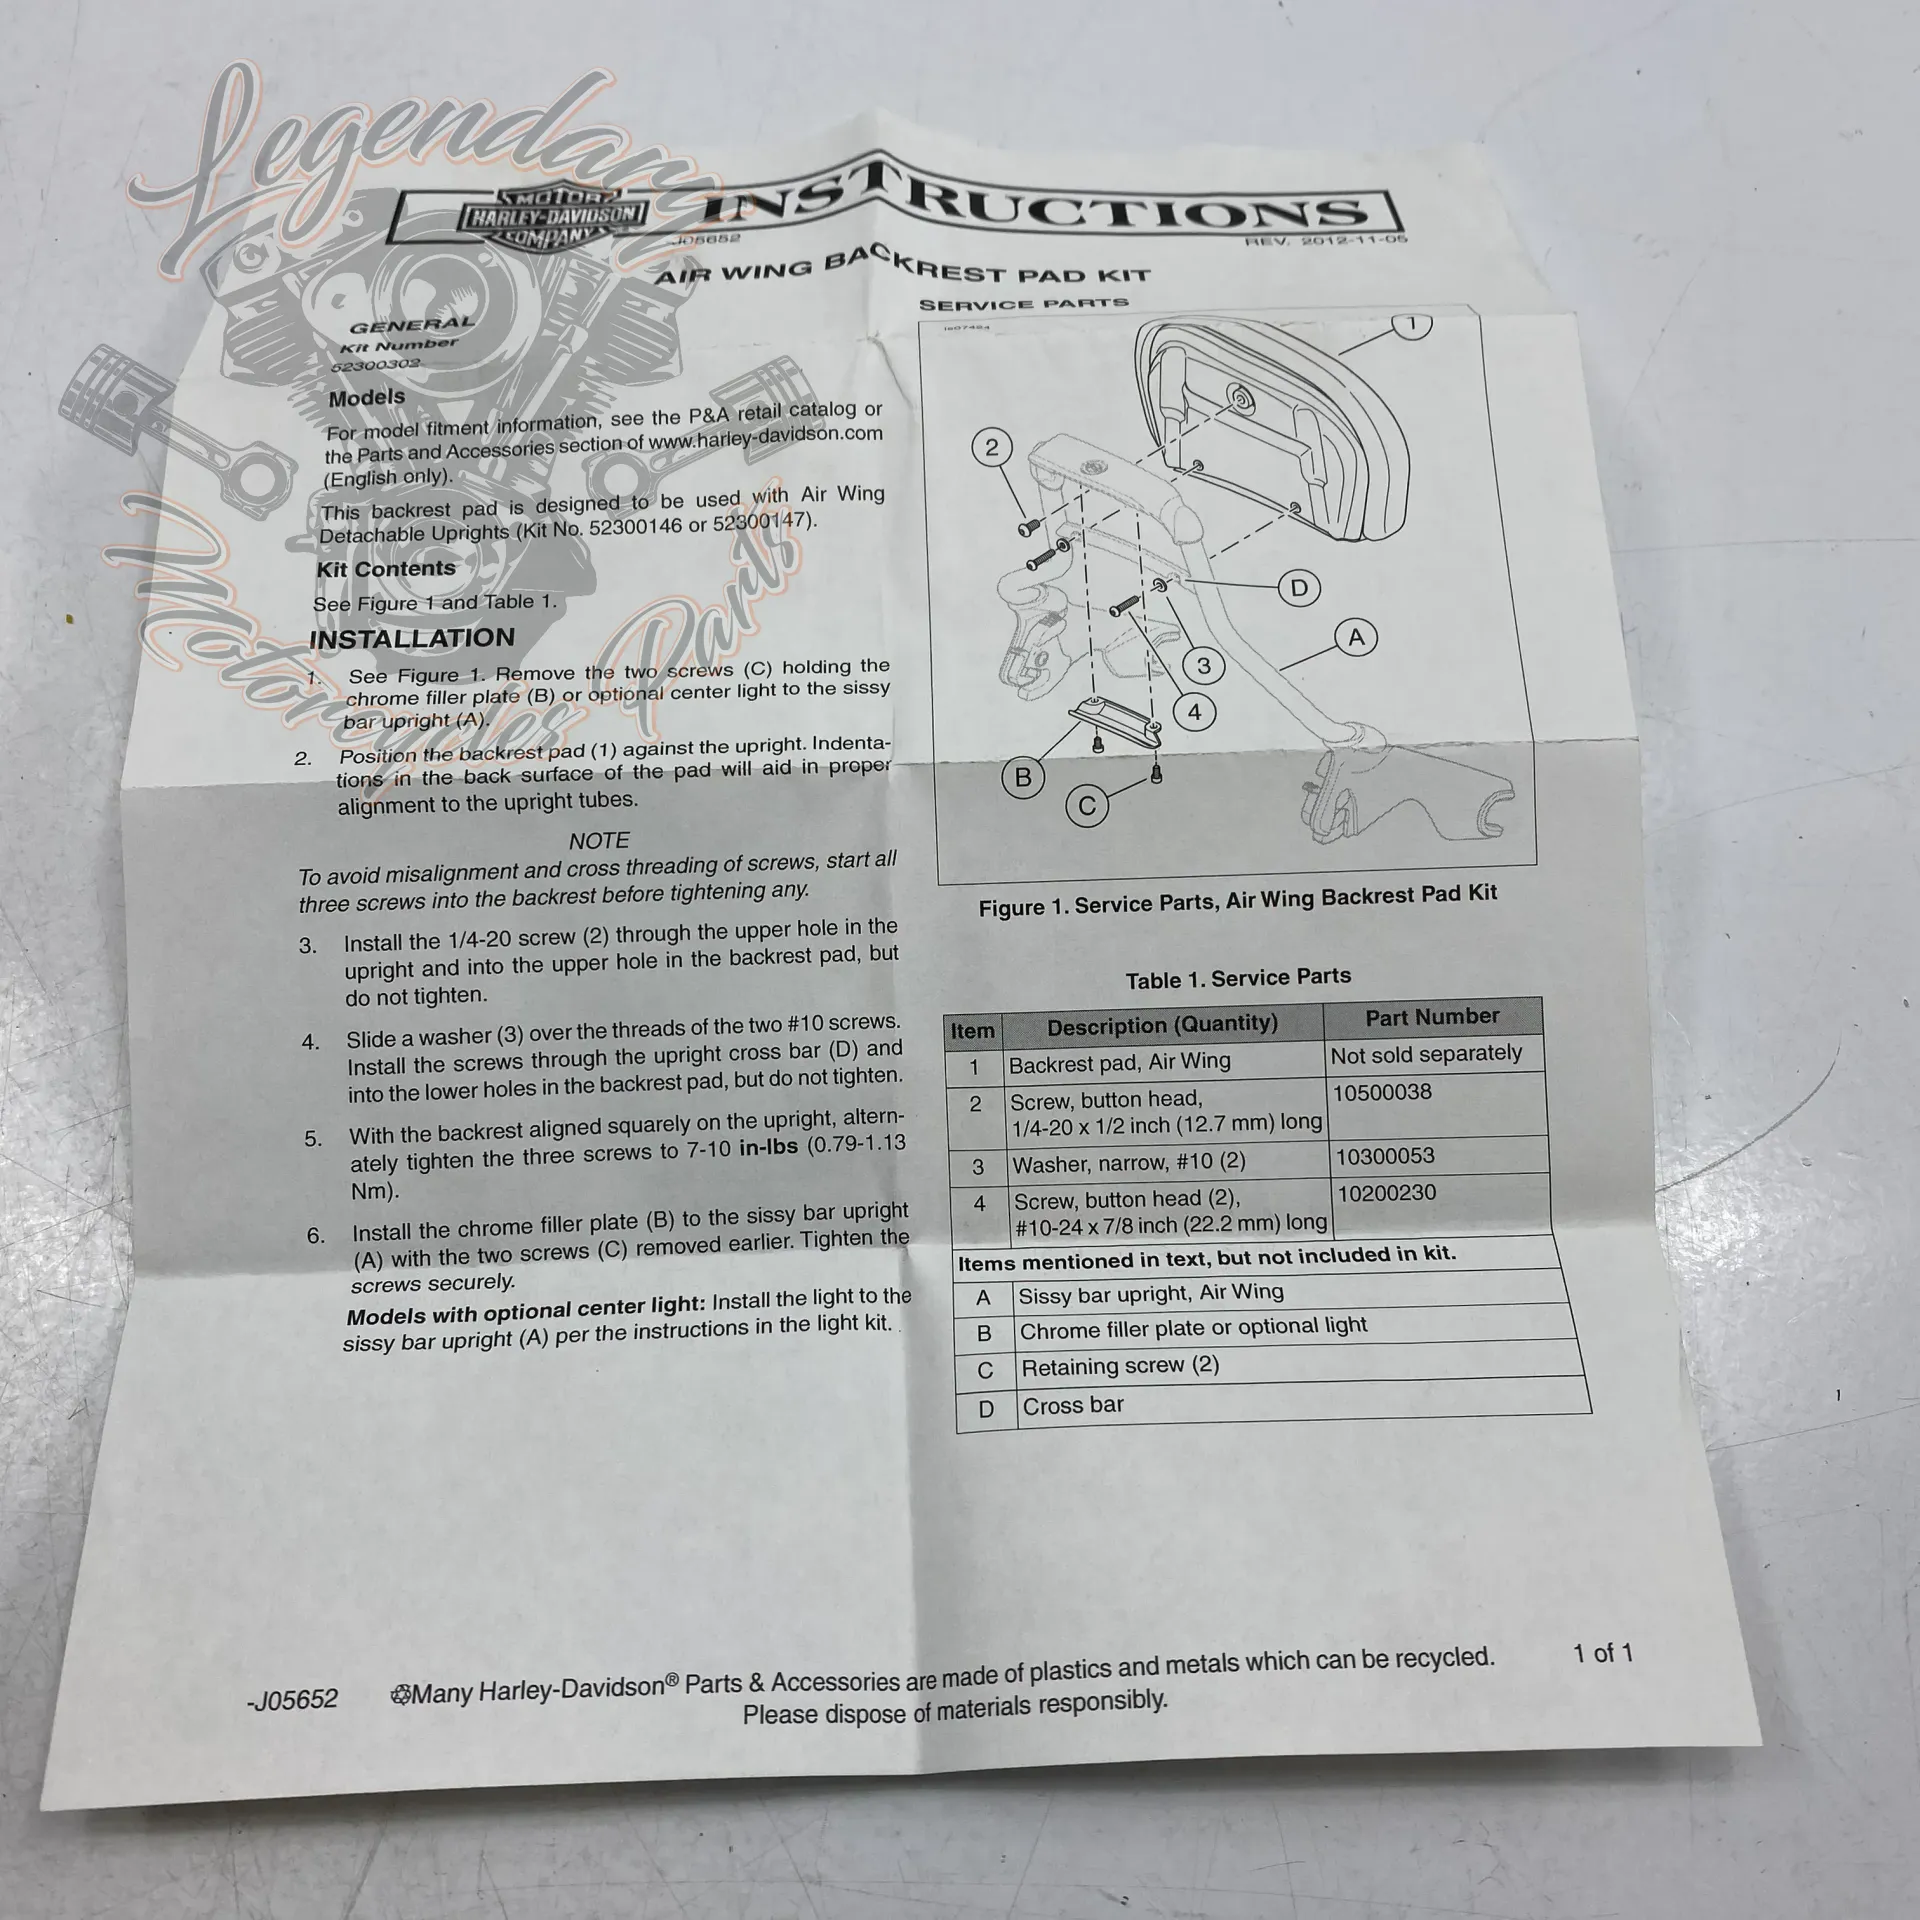 Legendary
Motorcycles Parts
MOTOR
HARLEY-DAVIDSON
COMPANY
INSTRUCTIONS
-J05652
REV. 2012-11-05
AIR WING BACKREST PAD KIT
GENERAL
Kit Number
52300302
Models
For model fitment information, see the P&A retail catalog or
the Parts and Accessories section of www.harley-davidson.com
(English only).
This backrest pad is designed to be used with Air Wing
Detachable Uprights (Kit No. 52300146 or 52300147).
Kit Contents
See Figure 1 and Table 1.
INSTALLATION
1. See Figure 1. Remove the two screws (C) holding the
chrome filler plate (B) or optional center light to the sissy
bar upright (A).
2. Position the backrest pad (1) against the upright. Indenta-
tions in the back surface of the pad will aid in proper
alignment to the upright tubes.
NOTE
To avoid misalignment and cross threading of screws, start all
three screws into the backrest before tightening any.
3. Install the 1/4-20 screw (2) through the upper hole in the
upright and into the upper hole in the backrest pad, but
do not tighten.
4. Slide a washer (3) over the threads of the two #10 screws.
Install the screws through the upright cross bar (D) and
into the lower holes in the backrest pad, but do not tighten.
5. With the backrest aligned squarely on the upright, altern-
ately tighten the three screws to 7-10 in-lbs (0.79-1.13
Nm).
6. Install the chrome filler plate (B) to the sissy bar upright
(A) with the two screws (C) removed earlier. Tighten the
screws securely.
Models with optional center light: Install the light to the
sissy bar upright (A) per the instructions in the light kit.
SERVICE PARTS
is07484
1
2
D
A
3
4
B
C
Figure 1. Service Parts, Air Wing Backrest Pad Kit
Table 1. Service Parts
Item Description (Quantity) Part Number
1 Backrest pad, Air Wing Not sold separately
2 Screw, button head, 10500038
1/4-20 x 1/2 inch (12.7 mm) long
3 Washer, narrow, #10 (2) 10300053
4 Screw, button head (2), 10200230
#10-24 x 7/8 inch (22.2 mm) long
Items mentioned in text, but not included in kit.
A Sissy bar upright, Air Wing
B Chrome filler plate or optional light
C Retaining screw (2)
D Cross bar
-J05652
Many Harley-Davidson® Parts & Accessories are made of plastics and metals which can be recycled.
Please dispose of materials responsibly.
1 of 1